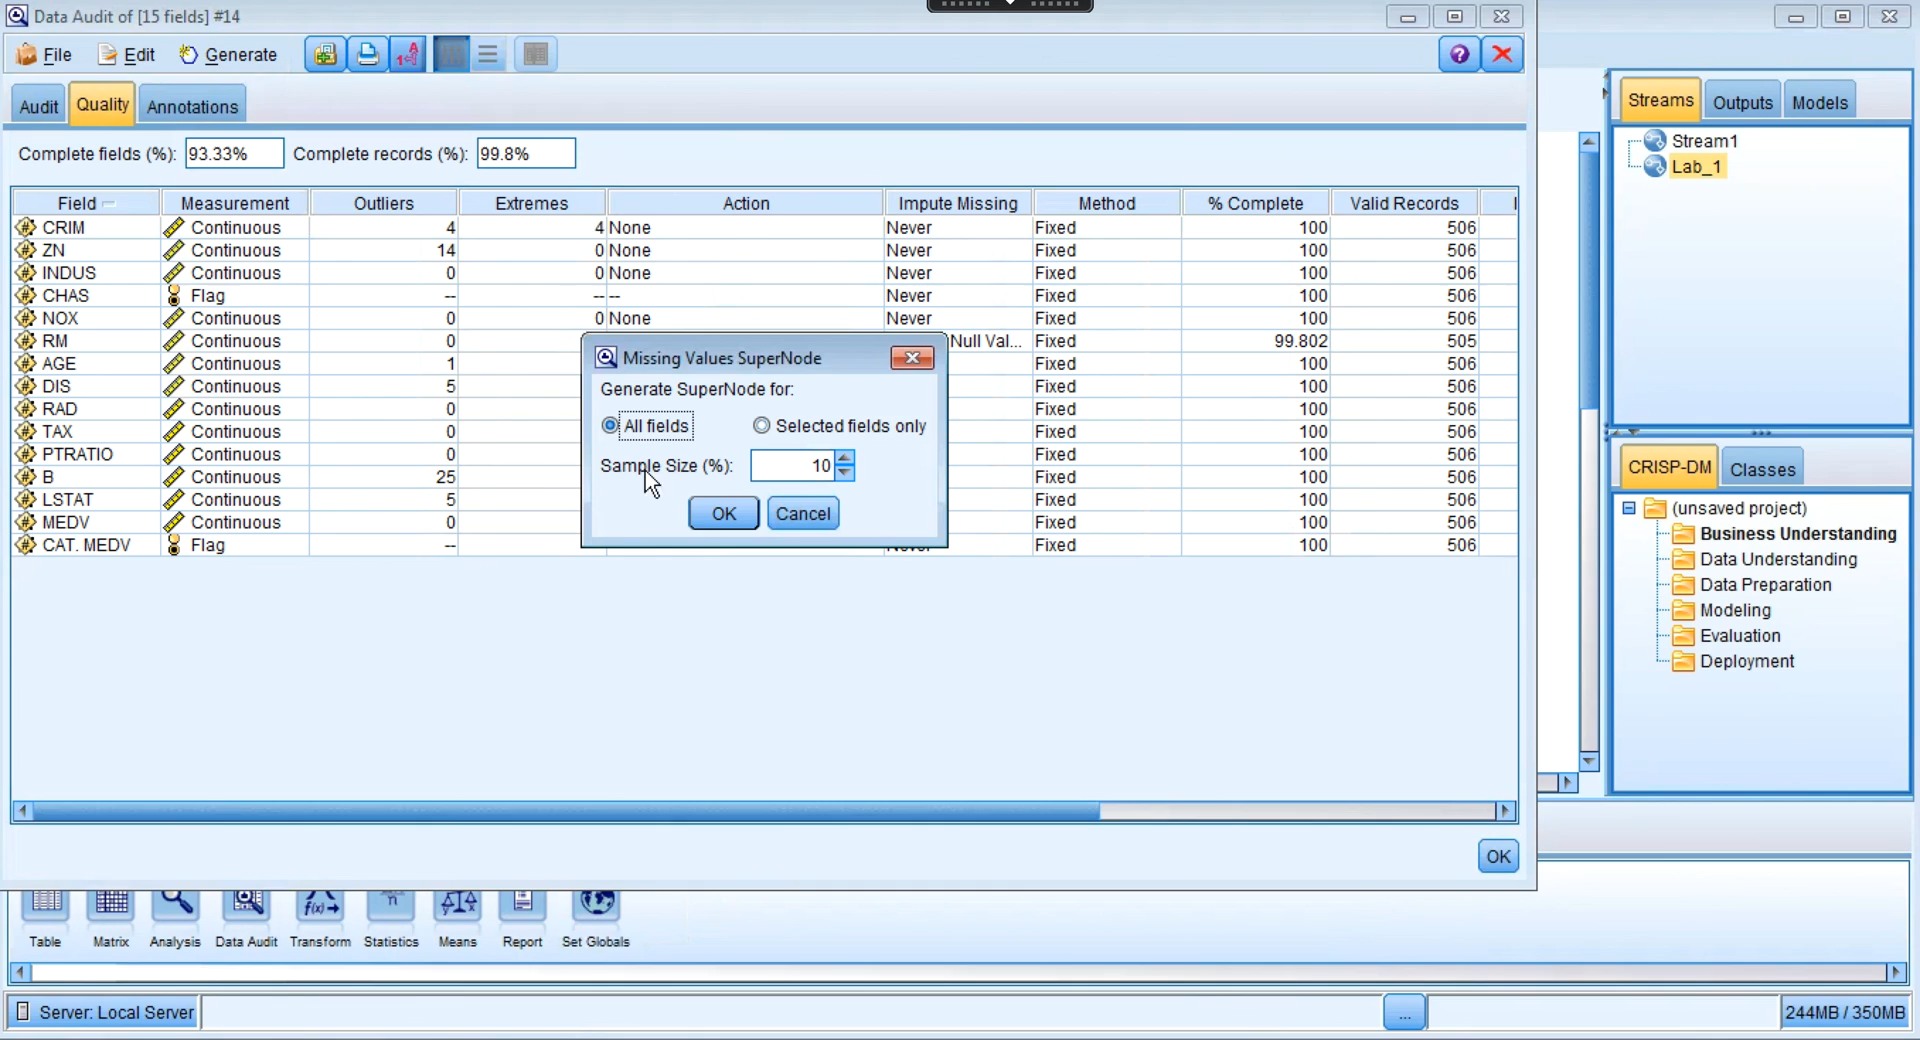 Data Audit of [15 fields] #14
File Edit Generate
Audit Quality Annotations
Complete fields (%): 93.33% Complete records (%): 99.8%
Field Measurement Outliers Extremes Action Impute Missing Method % Complete Valid Records
CRIM Continuous 4 4 None Never Fixed 100 506
ZN Continuous 14 0 None Never Fixed 100 506
INDUS Continuous 0 0 None Never Fixed 100 506
CHAS Flag -- -- -- Never Fixed 100 506
NOX Continuous 0 0 None Never Fixed 100 506
RM Continuous 0 Null Val... Fixed 99.802 505
AGE Continuous 1 Fixed 100 506
DIS Continuous 5 Fixed 100 506
RAD Continuous 0 Fixed 100 506
TAX Continuous 0 Fixed 100 506
PTRATIO Continuous 0 Fixed 100 506
B Continuous 25 Fixed 100 506
LSTAT Continuous 5 Fixed 100 506
MEDV Continuous 0 Fixed 100 506
CAT. MEDV Flag -- Never Fixed 100 506
Missing Values SuperNode
Generate SuperNode for:
All fields Selected fields only
Sample Size (%): 10
OK Cancel
OK
Streams Outputs Models
Stream1
Lab_1
CRISP-DM Classes
(unsaved project)
Business Understanding
Data Understanding
Data Preparation
Modeling
Evaluation
Deployment
Table Matrix Analysis Data Audit Transform Statistics Means Report Set Globals
Server: Local Server ... 244MB / 350MB